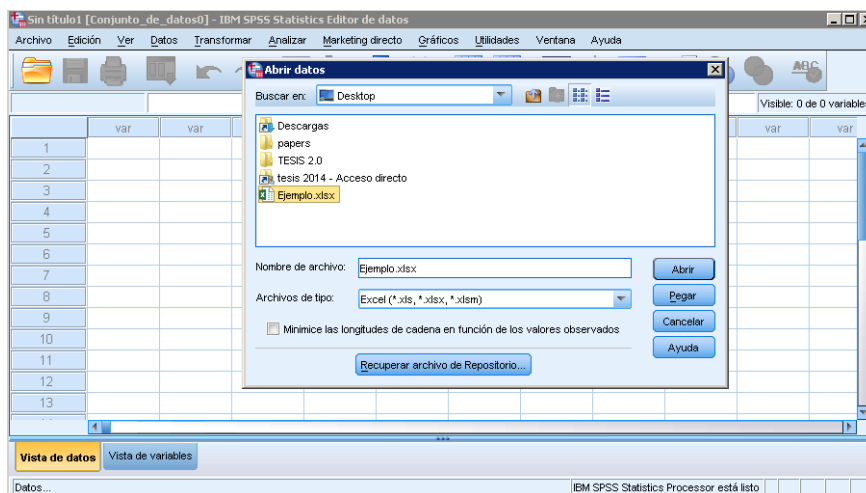 Sin título1 [Conjunto_de_datos0] - IBM SPSS Statistics Editor de datos
Archivo Edición Ver Datos Transformar Analizar Marketing directo Gráficos Utilidades Ventana Ayuda
Abrir datos
Buscar en: Desktop
Visible: 0 de 0 variable
var var var var
Descargas
papers
TESIS 2.0
tesis 2014 - Acceso directo
Ejemplo.xlsx
1
2
3
4
5
6
7
8
9
10
11
12
13
Nombre de archivo: Ejemplo.xlsx Abrir
Archivos de tipo: Excel (*.xls, *.xlsx, *.xlsm) Pegar
Minimice las longitudes de cadena en función de los valores observados Cancelar
Ayuda
Recuperar archivo de Repositorio...
Vista de datos Vista de variables
Datos... IBM SPSS Statistics Processor está listo